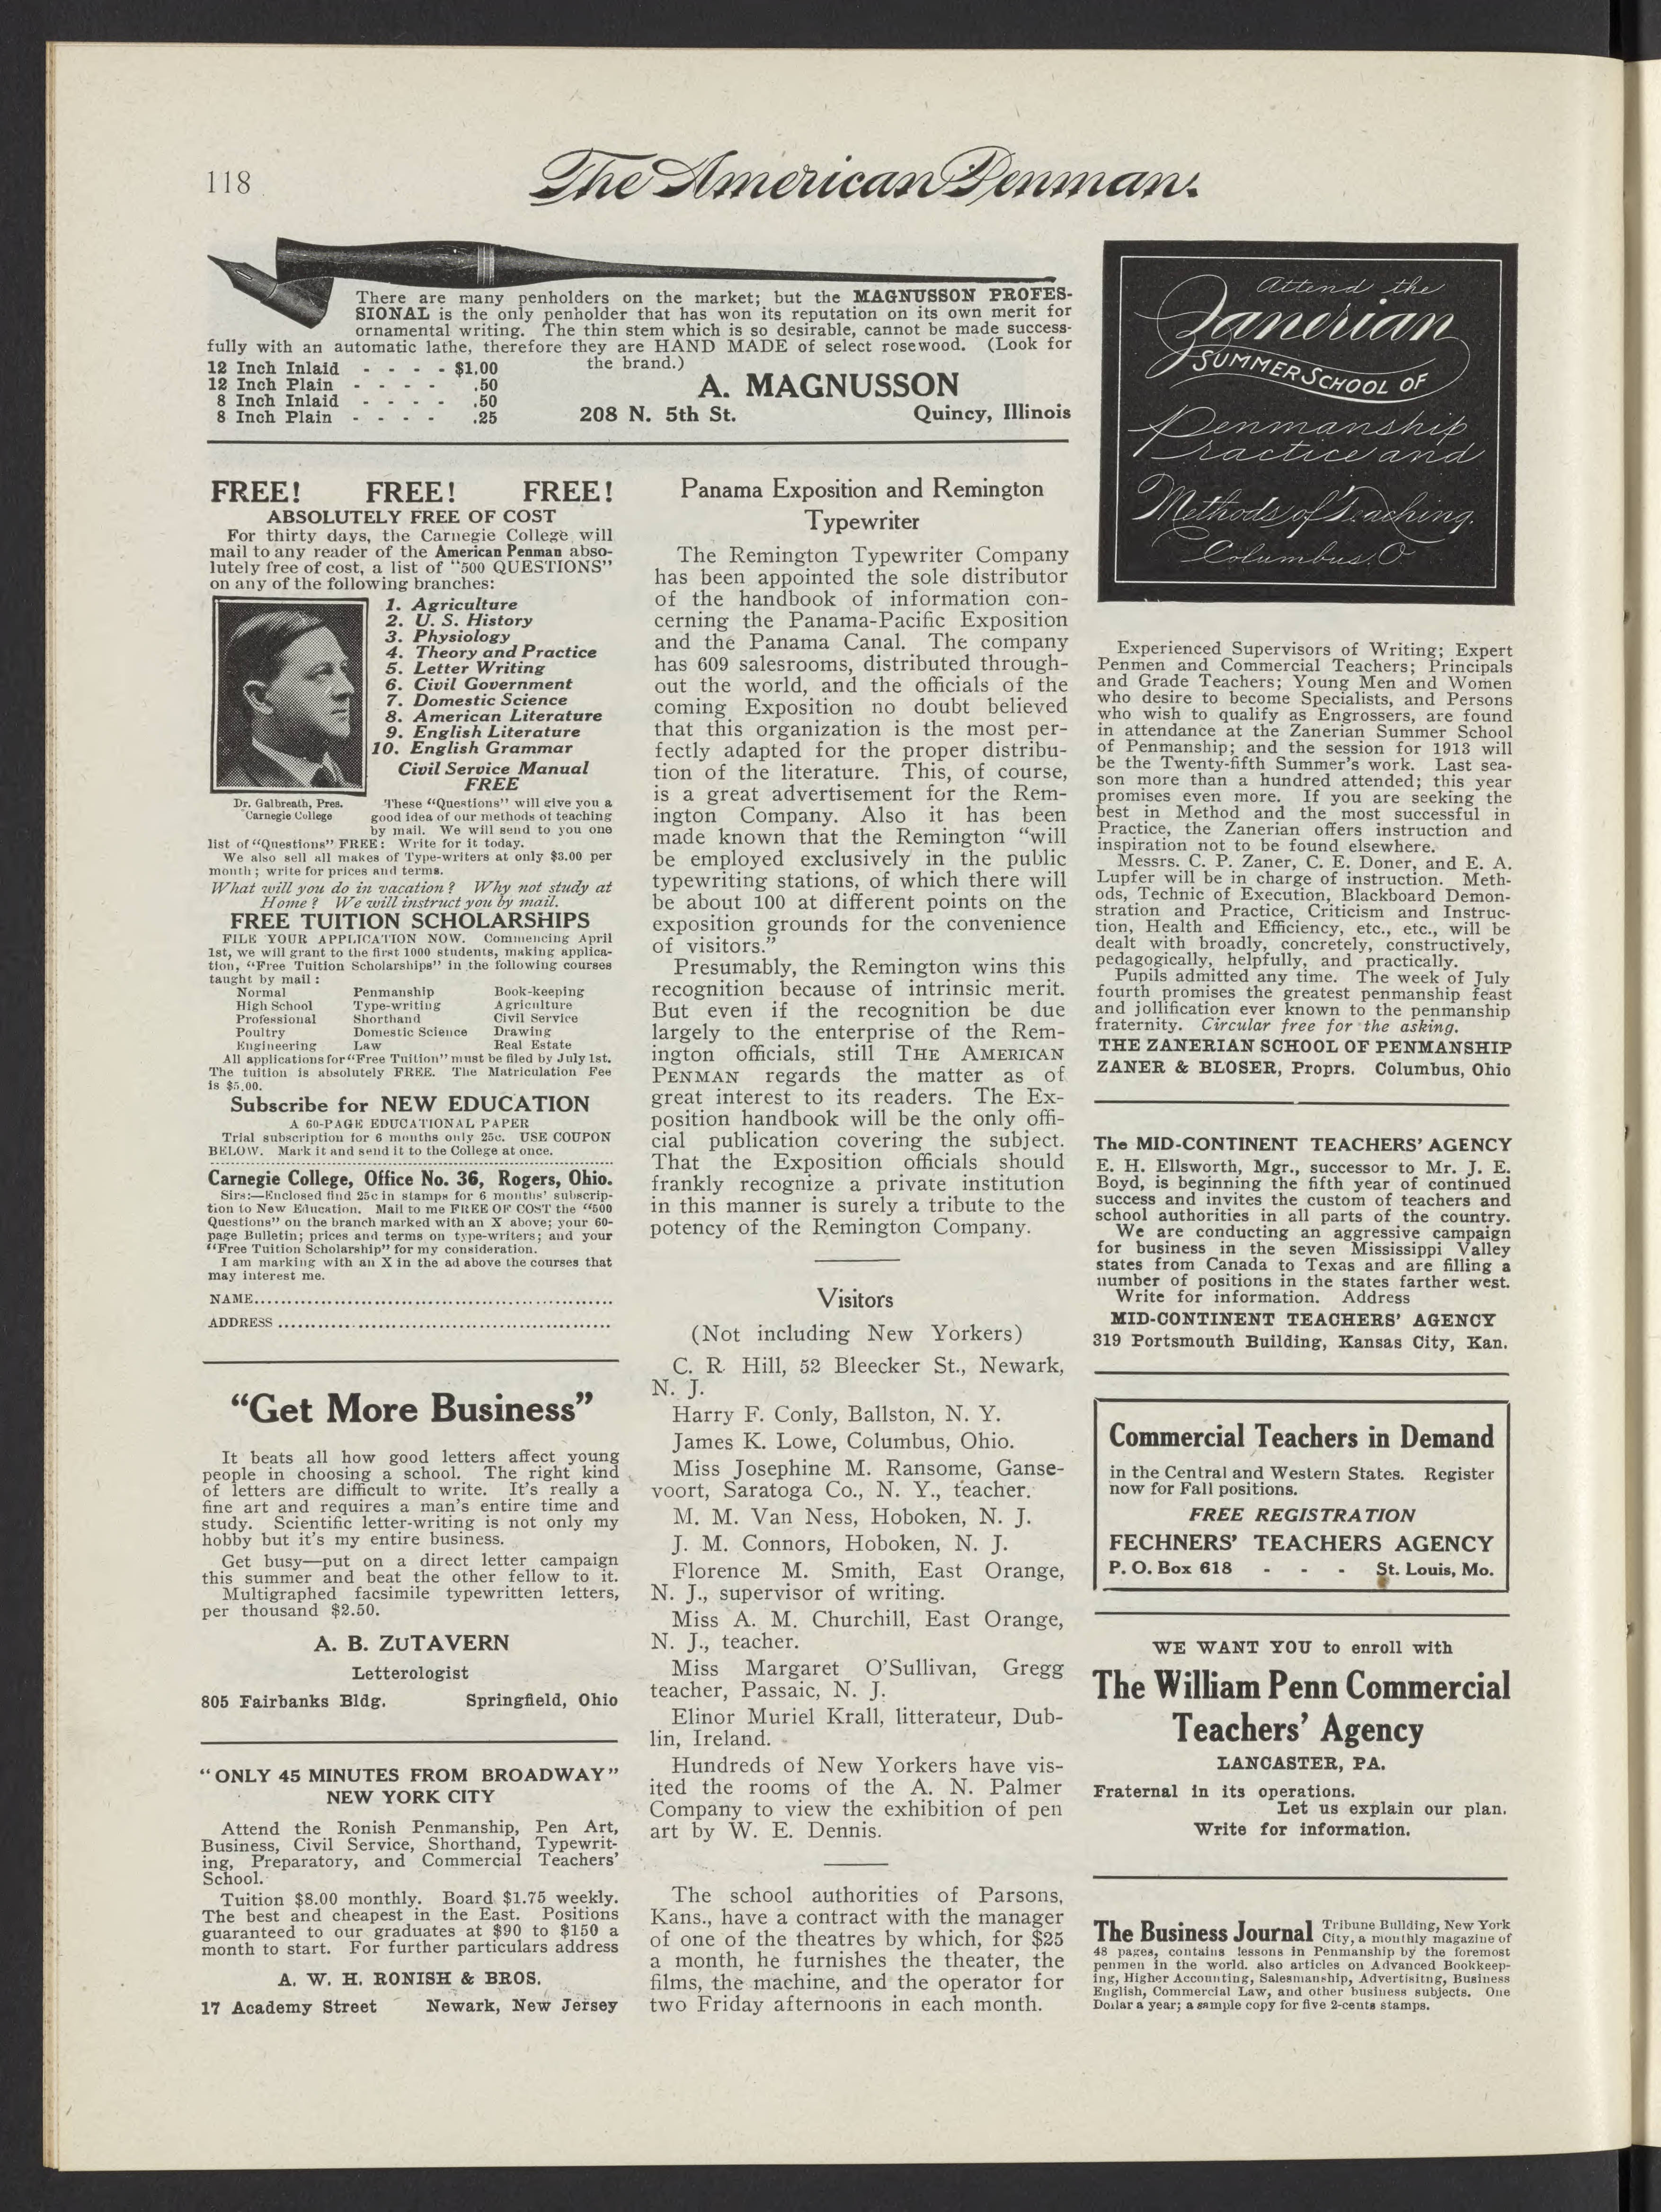 118
The American Penman.
There are many penholders on the market; but the MAGNUSSON PROFES-
SIONAL is the only penholder that has won its reputation on its own merit for
ornamental writing. The thin stem which is so desirable, cannot be made success-
fully with an automatic lathe, therefore they are HAND MADE of select rosewood. (Look for
the brand.)
12 Inch Inlaid - - - - $1.00
12 Inch Plain - - - - .50
8 Inch Inlaid - - - - .50
8 Inch Plain - - - - .25
A. MAGNUSSON
208 N. 5th St. Quincy, Illinois
FREE! FREE! FREE!
ABSOLUTELY FREE OF COST
For thirty days, the Carnegie College will
mail to any reader of the American Penman abso-
lutely free of cost, a list of "500 QUESTIONS"
on any of the following branches:
1. Agriculture
2. U. S. History
3. Physiology
4. Theory and Practice
5. Letter Writing
6. Civil Government
7. Domestic Science
8. American Literature
9. English Literature
10. English Grammar
Civil Service Manual
FREE
Dr. Galbreath, Pres.
Carnegie College
These "Questions" will give you a
good idea of our methods of teaching
by mail. We will send to you one
list of "Questions" FREE: Write for it today.
We also sell all makes of Type-writers at only $3.00 per
month; write for prices and terms.
What will you do in vacation? Why not study at
Home? We will instruct you by mail.
FREE TUITION SCHOLARSHIPS
FILE YOUR APPLICATION NOW. Commencing April
1st, we will grant to the first 1000 students, making applica-
tion, "Free Tuition Scholarships" in the following courses
taught by mail:
Normal Penmanship Book-keeping
High School Type-writing Agriculture
Professional Shorthand Civil Service
Poultry Domestic Science Drawing
Engineering Law Real Estate
All applications for "Free Tuition" must be filed by July 1st.
The tuition is absolutely FREE. The Matriculation Fee
is $5.00.
Subscribe for NEW EDUCATION
A 60-PAGE EDUCATIONAL PAPER
Trial subscription for 6 months only 25c. USE COUPON
BELOW. Mark it and send it to the College at once.
Carnegie College, Office No. 36, Rogers, Ohio.
Sirs:—Enclosed find 25c in stamps for 6 months' subscrip-
tion to New Education. Mail to me FREE OF COST the "500
Questions" on the branch marked with an X above; your 60-
page Bulletin; prices and terms on type-writers; and your
"Free Tuition Scholarship" for my consideration.
I am marking with an X in the ad above the courses that
may interest me.
NAME
ADDRESS
"Get More Business"
It beats all how good letters affect young
people in choosing a school. The right kind
of letters are difficult to write. It's really a
fine art and requires a man's entire time and
study. Scientific letter-writing is not only my
hobby but it's my entire business.
Get busy—put on a direct letter campaign
this summer and beat the other fellow to it.
Multigraphed facsimile typewritten letters,
per thousand $2.50.
A. B. ZUTAVERN
Letterologist
805 Fairbanks Bldg. Springfield, Ohio
"ONLY 45 MINUTES FROM BROADWAY"
NEW YORK CITY
Attend the Ronish Penmanship, Pen Art,
Business, Civil Service, Shorthand, Typewrit-
ing, Preparatory, and Commercial Teachers'
School.
Tuition $8.00 monthly. Board $1.75 weekly.
The best and cheapest in the East. Positions
guaranteed to our graduates at $90 to $150 a
month to start. For further particulars address
A. W. H. RONISH & BROS.
17 Academy Street Newark, New Jersey
Panama Exposition and Remington
Typewriter
The Remington Typewriter Company
has been appointed the sole distributor
of the handbook of information con-
cerning the Panama-Pacific Exposition
and the Panama Canal. The company
has 609 salesrooms, distributed through-
out the world, and the officials of the
coming Exposition no doubt believed
that this organization is the most per-
fectly adapted for the proper distribu-
tion of the literature. This, of course,
is a great advertisement for the Rem-
ington Company. Also it has been
made known that the Remington "will
be employed exclusively in the public
typewriting stations, of which there will
be about 100 at different points on the
exposition grounds for the convenience
of visitors."
Presumably, the Remington wins this
recognition because of intrinsic merit.
But even if the recognition be due
largely to the enterprise of the Rem-
ington officials, still THE AMERICAN
PENMAN regards the matter as of
great interest to its readers. The Ex-
position handbook will be the only offi-
cial publication covering the subject.
That the Exposition officials should
frankly recognize a private institution
in this manner is surely a tribute to the
potency of the Remington Company.
Visitors
(Not including New Yorkers)
C. R. Hill, 52 Bleecker St., Newark,
N. J.
Harry F. Conly, Ballston, N. Y.
James K. Lowe, Columbus, Ohio.
Miss Josephine M. Ransome, Ganse-
voort, Saratoga Co., N. Y., teacher.
M. M. Van Ness, Hoboken, N. J.
J. M. Connors, Hoboken, N. J.
Florence M. Smith, East Orange,
N. J., supervisor of writing.
Miss A. M. Churchill, East Orange,
N. J., teacher.
Miss Margaret O'Sullivan, Gregg
teacher, Passaic, N. J.
Elinor Muriel Krall, litterateur, Dub-
lin, Ireland.
Hundreds of New Yorkers have vis-
ited the rooms of the A. N. Palmer
Company to view the exhibition of pen
art by W. E. Dennis.
The school authorities of Parsons,
Kans., have a contract with the manager
of one of the theatres by which, for $25
a month, he furnishes the theater, the
films, the machine, and the operator for
two Friday afternoons in each month.
Attend the
Zanerian
SUMMER SCHOOL OF
Penmanship
Practice and
Methods of Teaching.
Columbus, O.
Experienced Supervisors of Writing; Expert
Penmen and Commercial Teachers; Principals
and Grade Teachers; Young Men and Women
who desire to become Specialists, and Persons
who wish to qualify as Engrossers, are found
in attendance at the Zanerian Summer School
of Penmanship; and the session for 1913 will
be the Twenty-fifth Summer's work. Last sea-
son more than a hundred attended; this year
promises even more. If you are seeking the
best in Method and the most successful in
Practice, the Zanerian offers instruction and
inspiration not to be found elsewhere.
Messrs. C. P. Zaner, C. E. Doner, and E. A.
Lupfer will be in charge of instruction. Meth-
ods, Technic of Execution, Blackboard Demon-
stration and Practice, Criticism and Instruc-
tion, Health and Efficiency, etc., etc., will be
dealt with broadly, concretely, constructively,
pedagogically, helpfully, and practically.
Pupils admitted any time. The week of July
fourth promises the greatest penmanship feast
and jollification ever known to the penmanship
fraternity. Circular free for the asking.
THE ZANERIAN SCHOOL OF PENMANSHIP
ZANER & BLOSER, Proprs. Columbus, Ohio
The MID-CONTINENT TEACHERS' AGENCY
E. H. Ellsworth, Mgr., successor to Mr. J. E.
Boyd, is beginning the fifth year of continued
success and invites the custom of teachers and
school authorities in all parts of the country.
We are conducting an aggressive campaign
for business in the seven Mississippi Valley
states from Canada to Texas and are filling a
number of positions in the states farther west.
Write for information. Address
MID-CONTINENT TEACHERS' AGENCY
319 Portsmouth Building, Kansas City, Kan.
Commercial Teachers in Demand
in the Central and Western States. Register
now for Fall positions.
FREE REGISTRATION
FECHNERS' TEACHERS AGENCY
P. O. Box 618 - - - St. Louis, Mo.
WE WANT YOU to enroll with
The William Penn Commercial
Teachers' Agency
LANCASTER, PA.
Fraternal in its operations.
Let us explain our plan.
Write for information.
The Business Journal Tribune Building, New York
City, a monthly magazine of
48 pages, contains lessons in Penmanship by the foremost
penmen in the world. also articles on Advanced Bookkeep-
ing, Higher Accounting, Salesmanship, Advertisitng, Business
English, Commercial Law, and other business subjects. One
Dollar a year; a sample copy for five 2-cents stamps.